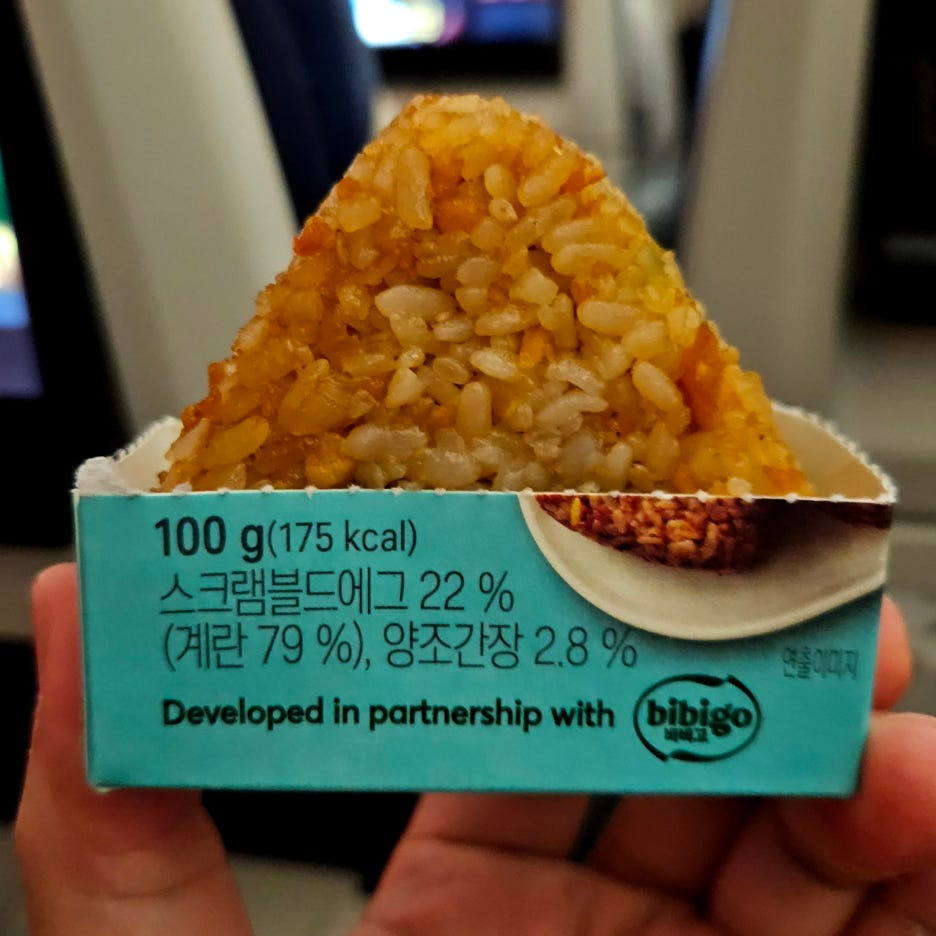 100 g(175 kcal)
스크램블드에그 22 %
(계란 79 %), 양조간장 2.8 %
연출이미지
Developed in partnership with
bibigo
비비고